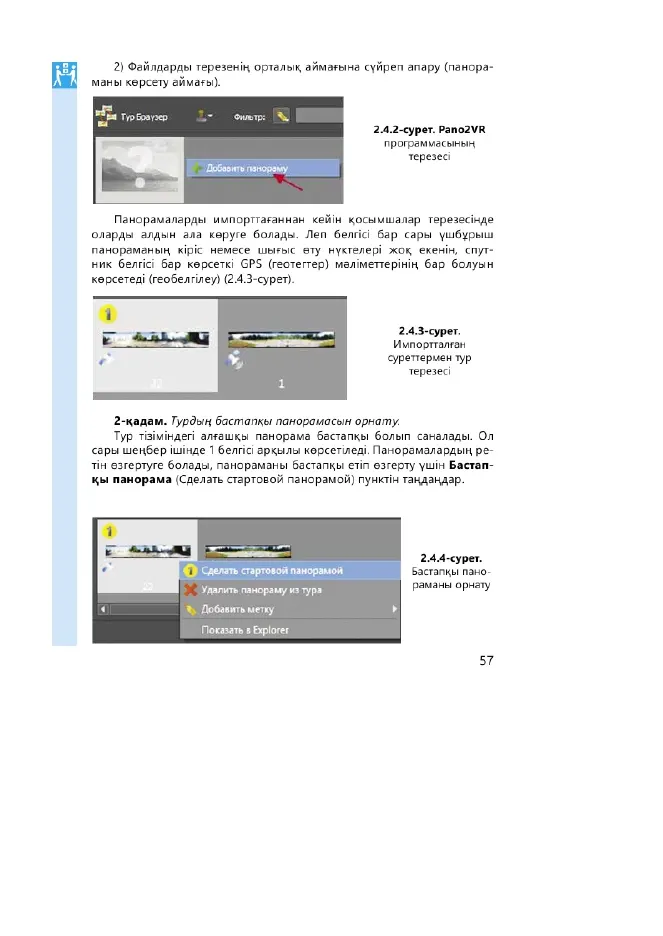 2) Файлдарды терезенің орталық аймағына сүйреп апару (панора-
маны көрсету аймағы).
Тур Браузер
Фильтр:
Добавить панораму
2.4.2-сурет. Pano2VR
программасының
терезесі
Панорамаларды импорттағаннан кейін қосымшалар терезесінде
оларды алдын ала көруге болады. Леп белгісі бар сары үшбұрыш
панораманың кіріс немесе шығыс өту нүктелері жоқ екенін, спут-
ник белгісі бар көрсеткі GPS (геотегтер) мәліметтерінің бар болуын
көрсетеді (геобелгілеу) (2.4.3-сурет).
1
22
1
2.4.3-сурет.
Импортталған
суреттермен тур
терезесі
2-қадам. Турдың бастапқы панорамасын орнату.
Тур тізіміндегі алғашқы панорама бастапқы болып саналады. Ол
сары шеңбер ішінде 1 белгісі арқылы көрсетіледі. Панорамалардың ре-
тін өзгертуге болады, панораманы бастапқы етіп өзгерту үшін Бастап-
қы панорама (Сделать стартовой панорамой) пунктін таңдаңдар.
1
22
1 Сделать стартовой панорамой
Удалить панораму из тура
Добавить метку
Показать в Explorer
2.4.4-сурет.
Бастапқы пано-
раманы орнату
57